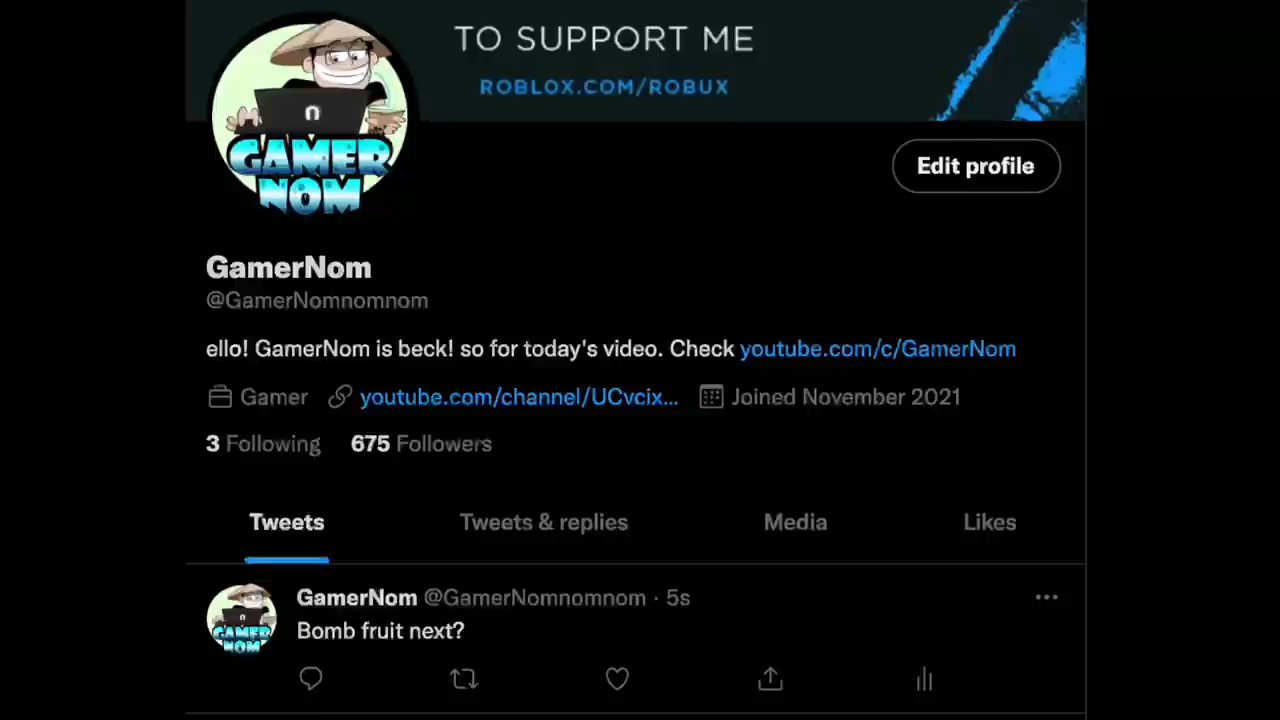 TO SUPPORT ME
ROBLOX.COM/ROBUX
n
GAMER
NOM
Edit profile
GamerNom
@GamerNomnomnom
ello! GamerNom is beck! so for today's video. Check youtube.com/c/GamerNom
Gamer youtube.com/channel/UCvcix... Joined November 2021
3 Following 675 Followers
Tweets Tweets & replies Media Likes
GamerNom @GamerNomnomnom · 5s
GAMER
NOM
Bomb fruit next?